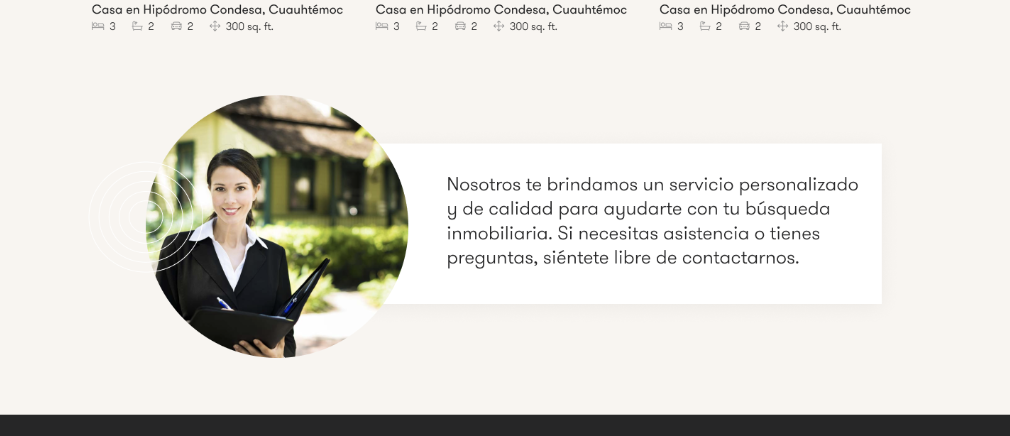 Casa en Hipódromo Condesa, Cuauhtémoc
3 2 2 300 sq. ft.
Casa en Hipódromo Condesa, Cuauhtémoc
3 2 2 300 sq. ft.
Casa en Hipódromo Condesa, Cuauhtémoc
3 2 2 300 sq. ft.
Nosotros te brindamos un servicio personalizado
y de calidad para ayudarte con tu búsqueda
inmobiliaria. Si necesitas asistencia o tienes
preguntas, siéntete libre de contactarnos.